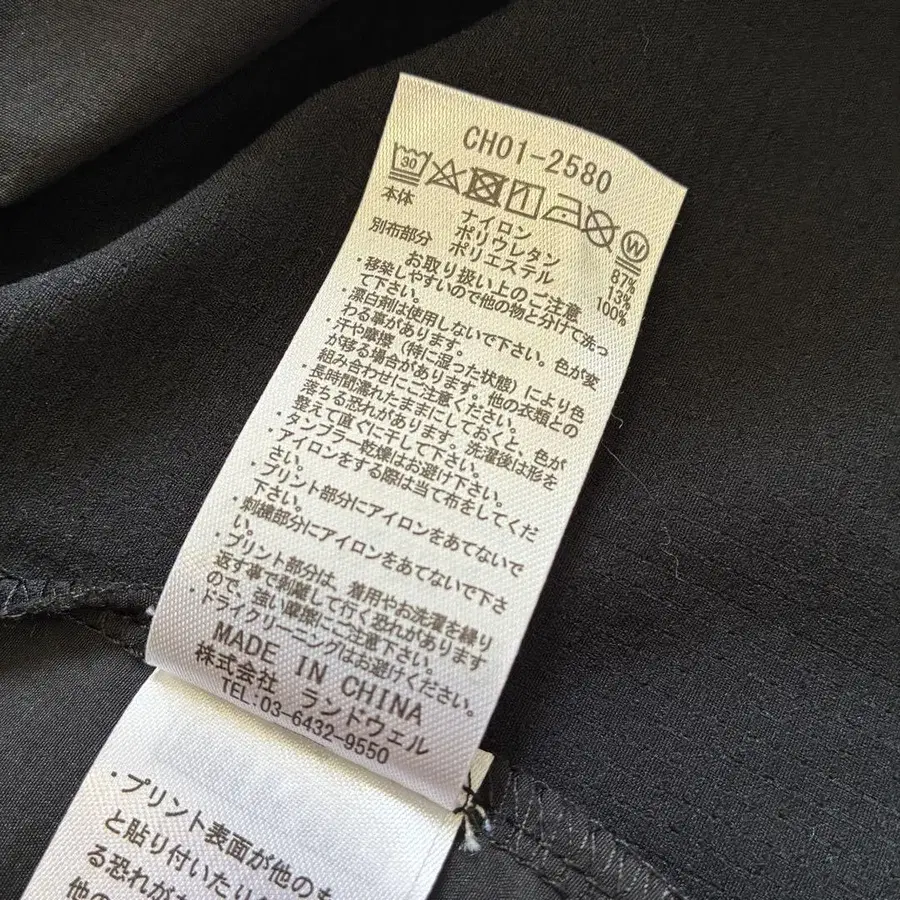 CH01-2580
30
W
本体 ナイロン 87%
ポリウレタン 13%
別布部分 ポリエステル 100%
お取り扱い上のご注意
・移染しやすいので他の物と分けて洗っ
て下さい。
・漂白剤は使用しないで下さい。色が変
わる事があります。
・汗や摩擦（特に湿った状態）により色
が移る場合があります。他の衣類との
組み合わせにご注意ください。
・長時間濡れたままにしておくと、色が
落ちる恐れがあります。洗濯後は形を
整えて直ぐに干して下さい。
・タンブラー乾燥はお避け下さい。
・アイロンをする際は当て布をしてくだ
さい。
・プリント部分にアイロンをあてないで
下さい。
・刺繍部分にアイロンをあてないで下さ
い。
・プリント部分は、着用やお洗濯を繰り
返す事で剥離して行く恐れがあります
ので、強い摩擦にご注意下さい。
・ドライクリーニングはお避けください。
MADE IN CHINA
株式会社 ランドウェル
TEL:03-6432-9550
・プリント表面が他のも
と貼り付いたり
る恐れが
他の